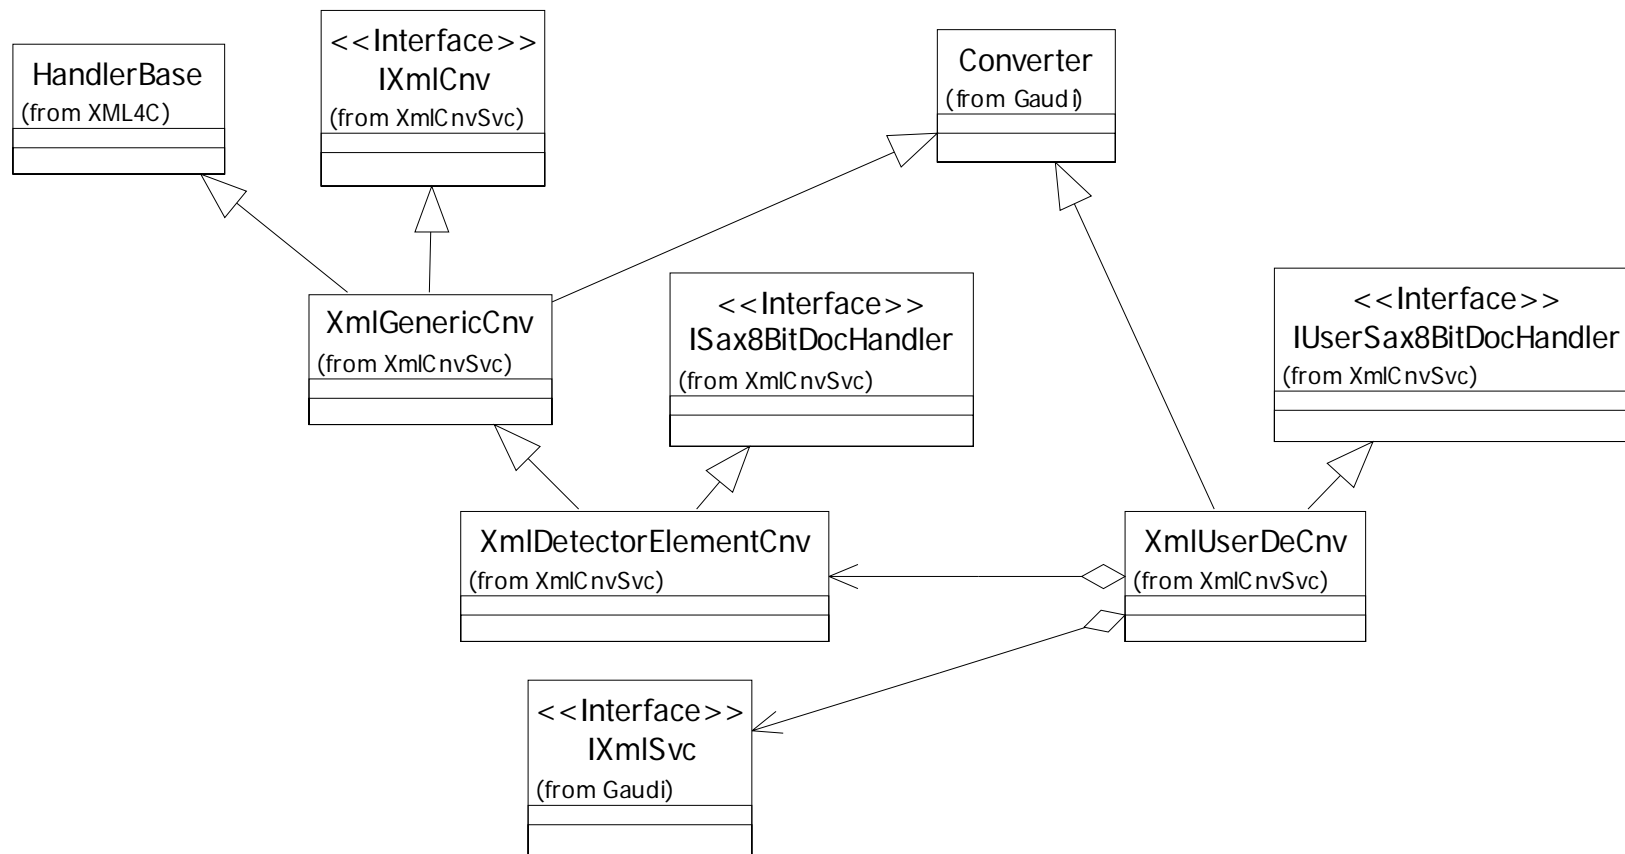 HandlerBase
(from XML4C)
<<Interface>>
IXmlCnv
(from XmlCnvSvc)
Converter
(from Gaudi)
XmlGenericCnv
(from XmlCnvSvc)
<<Interface>>
ISax8BitDocHandler
(from XmlCnvSvc)
<<Interface>>
IUserSax8BitDocHandler
(from XmlCnvSvc)
XmlDetectorElementCnv
(from XmlCnvSvc)
XmlUserDeCnv
(from XmlCnvSvc)
<<Interface>>
IXmlSvc
(from Gaudi)